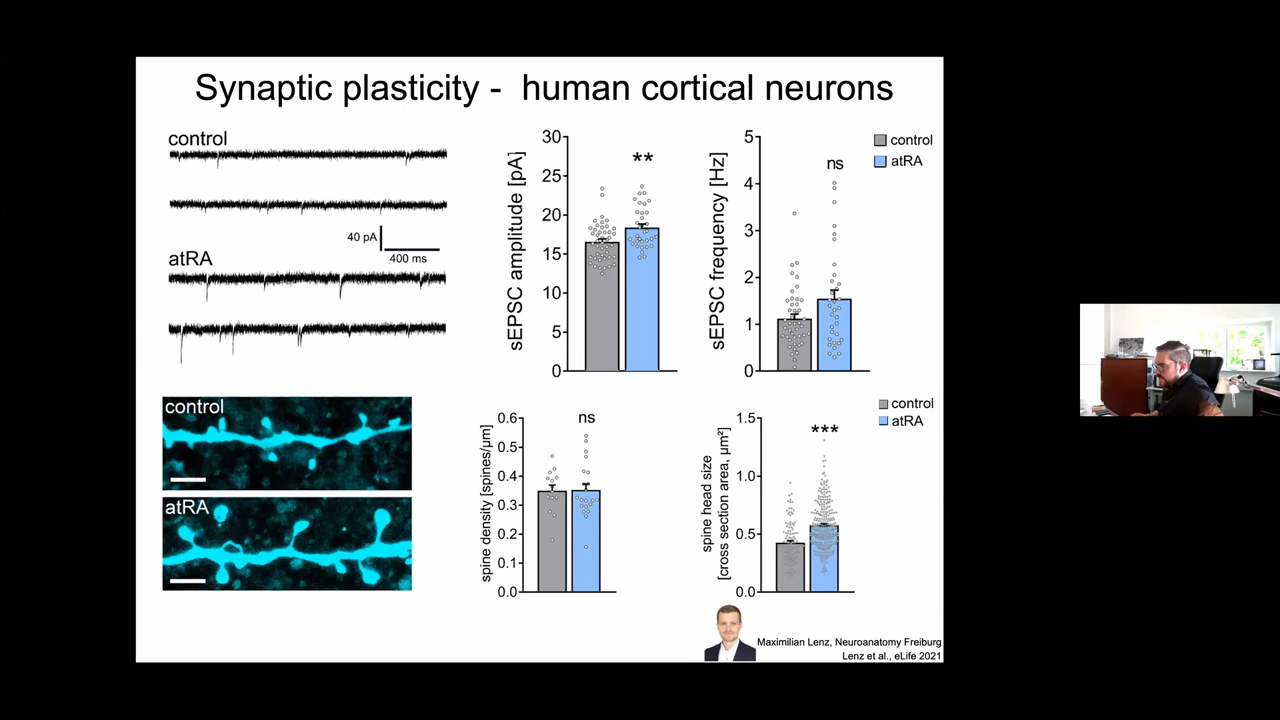 Synaptic plasticity - human cortical neurons
control
40 pA
400 ms
atRA
control
atRA
sEPSC amplitude [pA]
30
25
20
15
10
5
0
**
sEPSC frequency [Hz]
5
4
3
2
1
0
ns
control
atRA
spine density [spines/µm]
0.6
0.5
0.4
0.3
0.2
0.1
0.0
ns
spine head size
[cross section area, µm²]
1.5
1.0
0.5
0.0
***
control
atRA
Maximilian Lenz, Neuroanatomy Freiburg
Lenz et al., eLife 2021